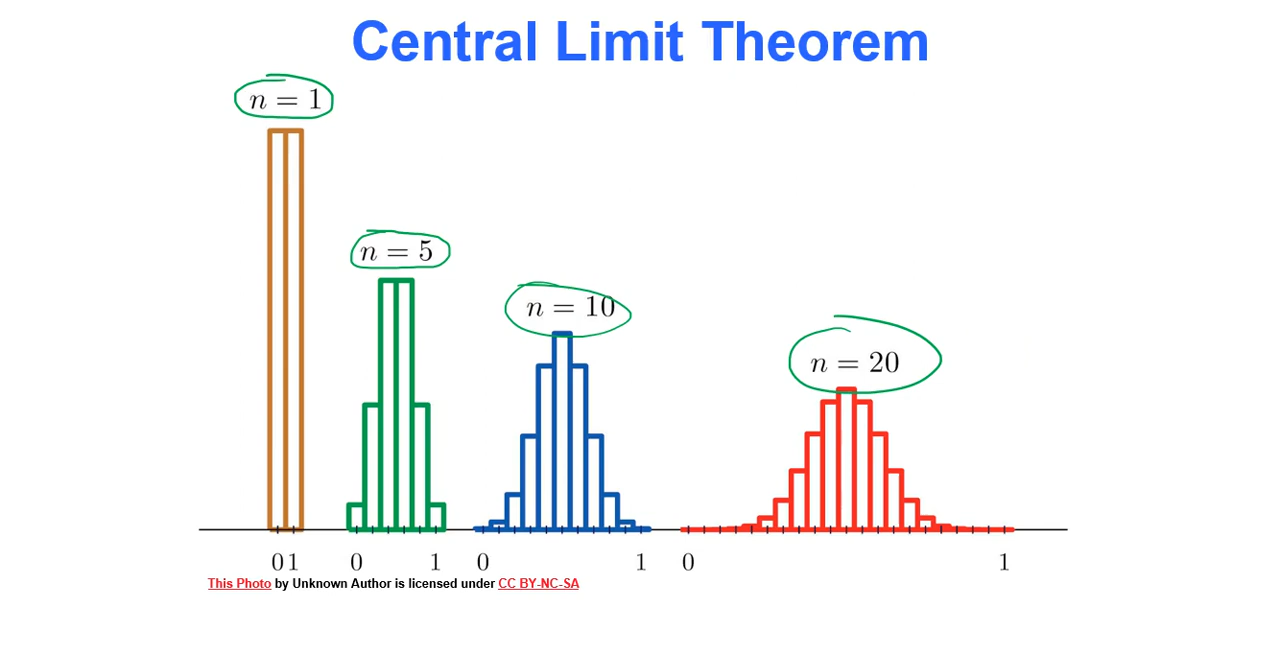 Central Limit Theorem
n = 1
n = 5
n = 10
n = 20
0 1 0 1 0 1 0 1
This Photo by Unknown Author is licensed under CC BY-NC-SA